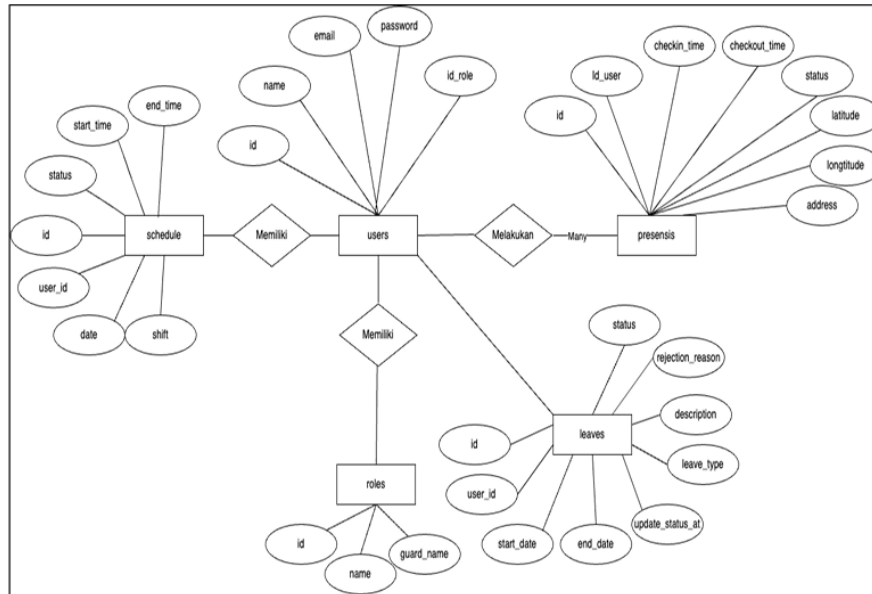 password
email
id_role
name
id
end_time
start_time
status
id
user_id
date
shift
schedule
Memiliki
users
Melakukan
Many
presensis
checkin_time
checkout_time
Id_user
id
status
latitude
longtitude
address
Memiliki
roles
id
name
guard_name
leaves
status
rejection_reason
description
leave_type
update_status_at
end_date
start_date
user_id
id